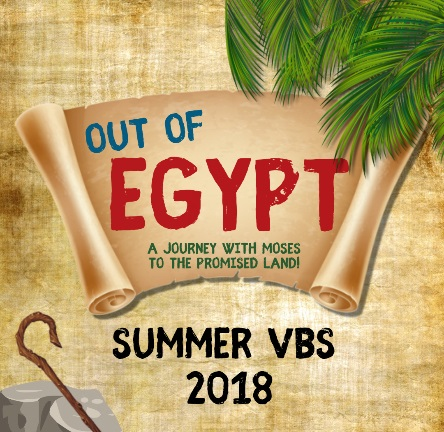 OUT OF
EGYPT
A JOURNEY WITH MOSES
TO THE PROMISED LAND!
SUMMER VBS
2018